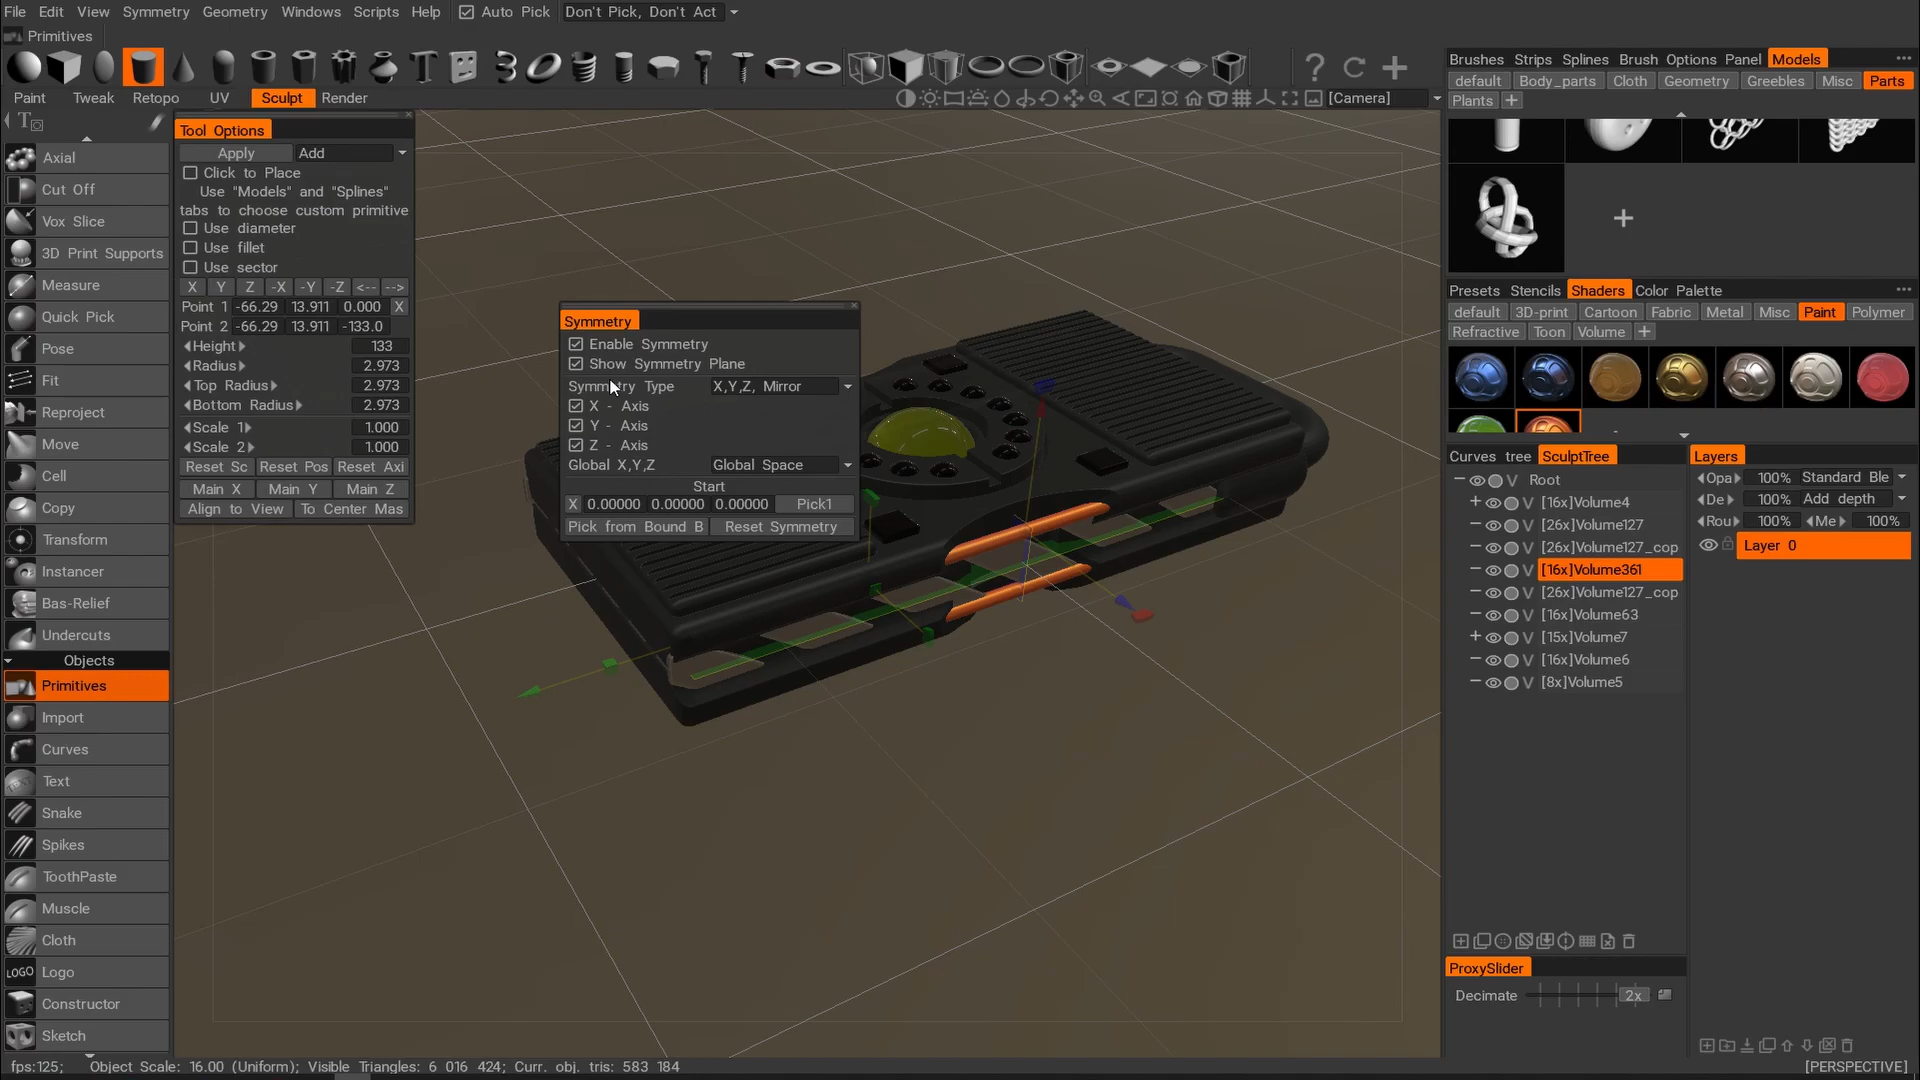 File Edit View Symmetry Geometry Windows Scripts Help Auto Pick Don't Pick, Don't Act
Primitives
Paint Tweak Retopo UV Sculpt Render
[Camera]
Axial
Cut Off
Vox Slice
3D Print Supports
Measure
Quick Pick
Pose
Fit
Reproject
Move
Cell
Copy
Transform
Instancer
Bas-Relief
Undercuts
Objects
Primitives
Import
Curves
Text
Snake
Spikes
ToothPaste
Muscle
Cloth
LOGO Logo
Constructor
Sketch
Tool Options
Apply Add
Click to Place
Use "Models" and "Splines"
tabs to choose custom primitive
Use diameter
Use fillet
Use sector
X Y Z -X -Y -Z <-- -->
Point 1 -66.29 13.911 0.000 X
Point 2 -66.29 13.911 -133.0
Height 133
Radius 2.973
Top Radius 2.973
Bottom Radius 2.973
Scale 1 1.000
Scale 2 1.000
Reset Sc Reset Pos Reset Axi
Main X Main Y Main Z
Align to View To Center Mas
Symmetry
Enable Symmetry
Show Symmetry Plane
Symmetry Type X,Y,Z, Mirror
X - Axis
Y - Axis
Z - Axis
Global X,Y,Z Global Space
Start
X 0.00000 0.00000 0.00000 Pick1
Pick from Bound B Reset Symmetry
Brushes Strips Splines Brush Options Panel Models
default Body_parts Cloth Geometry Greebles Misc Parts
Plants +
Presets Stencils Shaders Color Palette
default 3D-print Cartoon Fabric Metal Misc Paint Polymer
Refractive Toon Volume +
Curves tree SculptTree
Root
[16x]Volume4
[26x]Volume127
[26x]Volume127_cop
[16x]Volume361
[26x]Volume127_cop
[16x]Volume63
[15x]Volume7
[16x]Volume6
[8x]Volume5
Layers
Opa 100% Standard Ble
De 100% Add depth
Rou 100% Me 100%
Layer 0
ProxySlider
Decimate 2x
fps:125; Object Scale: 16.00 (Uniform); Visible Triangles: 6 016 424; Curr. obj. tris: 583 184
[PERSPECTIVE]